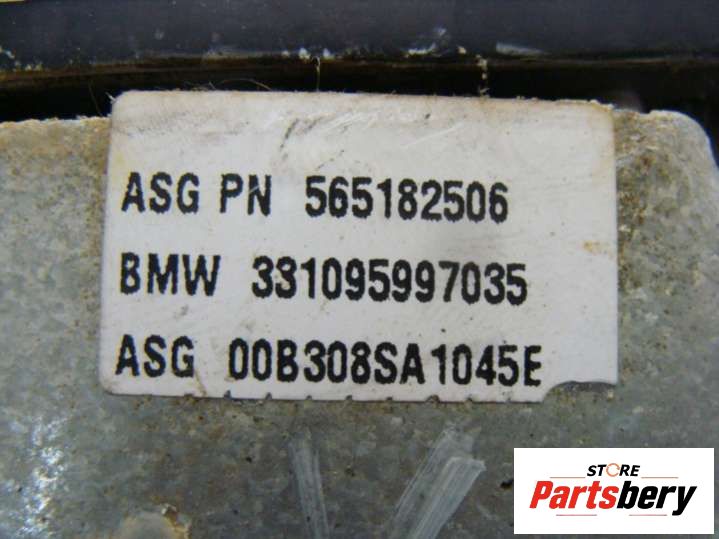 ASG PN 565182506
BMW 331095997035
ASG 00B308SA1045E
STORE
Partsbery